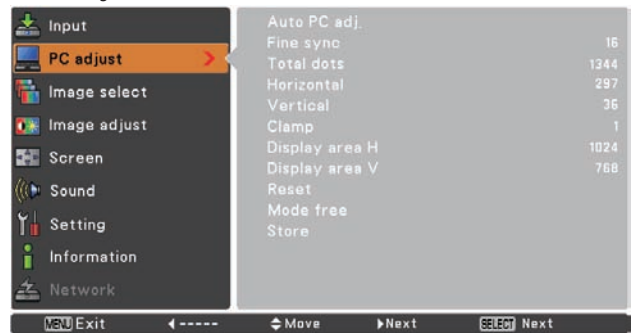 Input
PC adjust
Image select
Image adjust
Screen
Sound
Setting
Information
Network
Auto PC adj.
Fine sync 16
Total dots 1344
Horizontal 297
Vertical 36
Clamp 1
Display area H 1024
Display area V 768
Reset
Mode free
Store
MENU Exit ----- Move Next SELECT Next